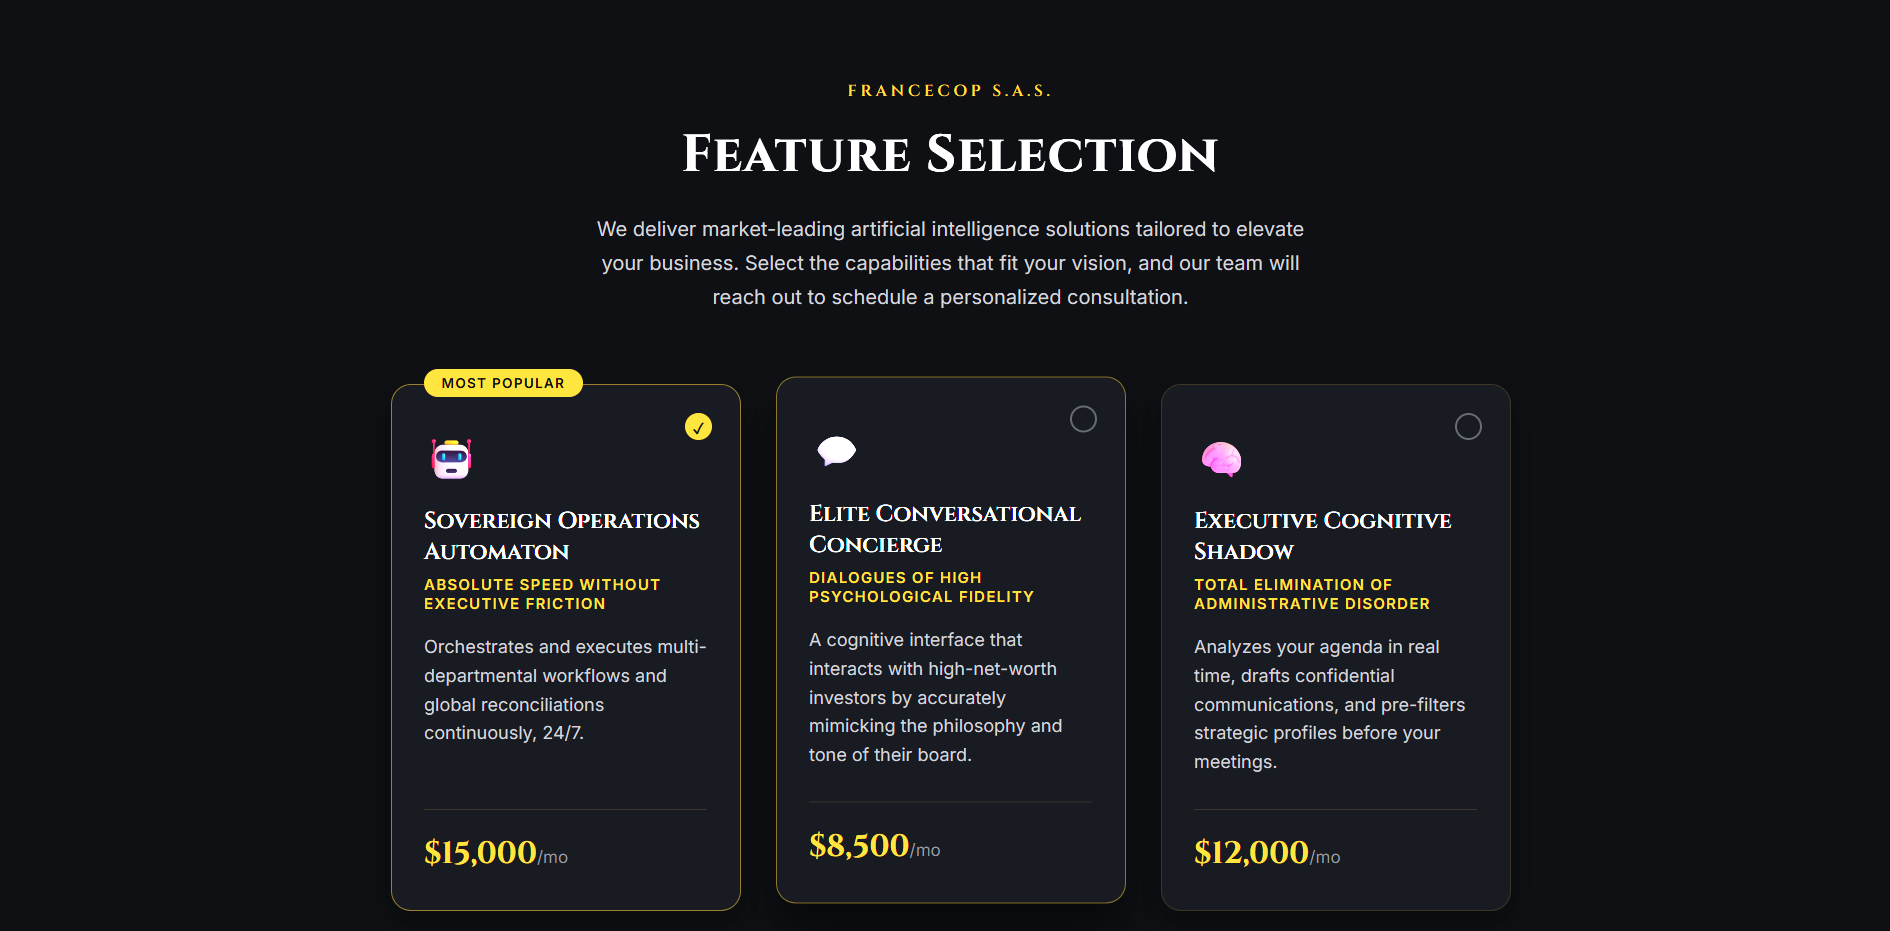 FRANCECOP S.A.S.
Feature Selection
We deliver market-leading artificial intelligence solutions tailored to elevate
your business. Select the capabilities that fit your vision, and our team will
reach out to schedule a personalized consultation.
MOST POPULAR
Sovereign Operations
Automaton
ABSOLUTE SPEED WITHOUT
EXECUTIVE FRICTION
Orchestrates and executes multi-
departmental workflows and
global reconciliations
continuously, 24/7.
$15,000/mo
Elite Conversational
Concierge
DIALOGUES OF HIGH
PSYCHOLOGICAL FIDELITY
A cognitive interface that
interacts with high-net-worth
investors by accurately
mimicking the philosophy and
tone of their board.
$8,500/mo
Executive Cognitive
Shadow
TOTAL ELIMINATION OF
ADMINISTRATIVE DISORDER
Analyzes your agenda in real
time, drafts confidential
communications, and pre-filters
strategic profiles before your
meetings.
$12,000/mo